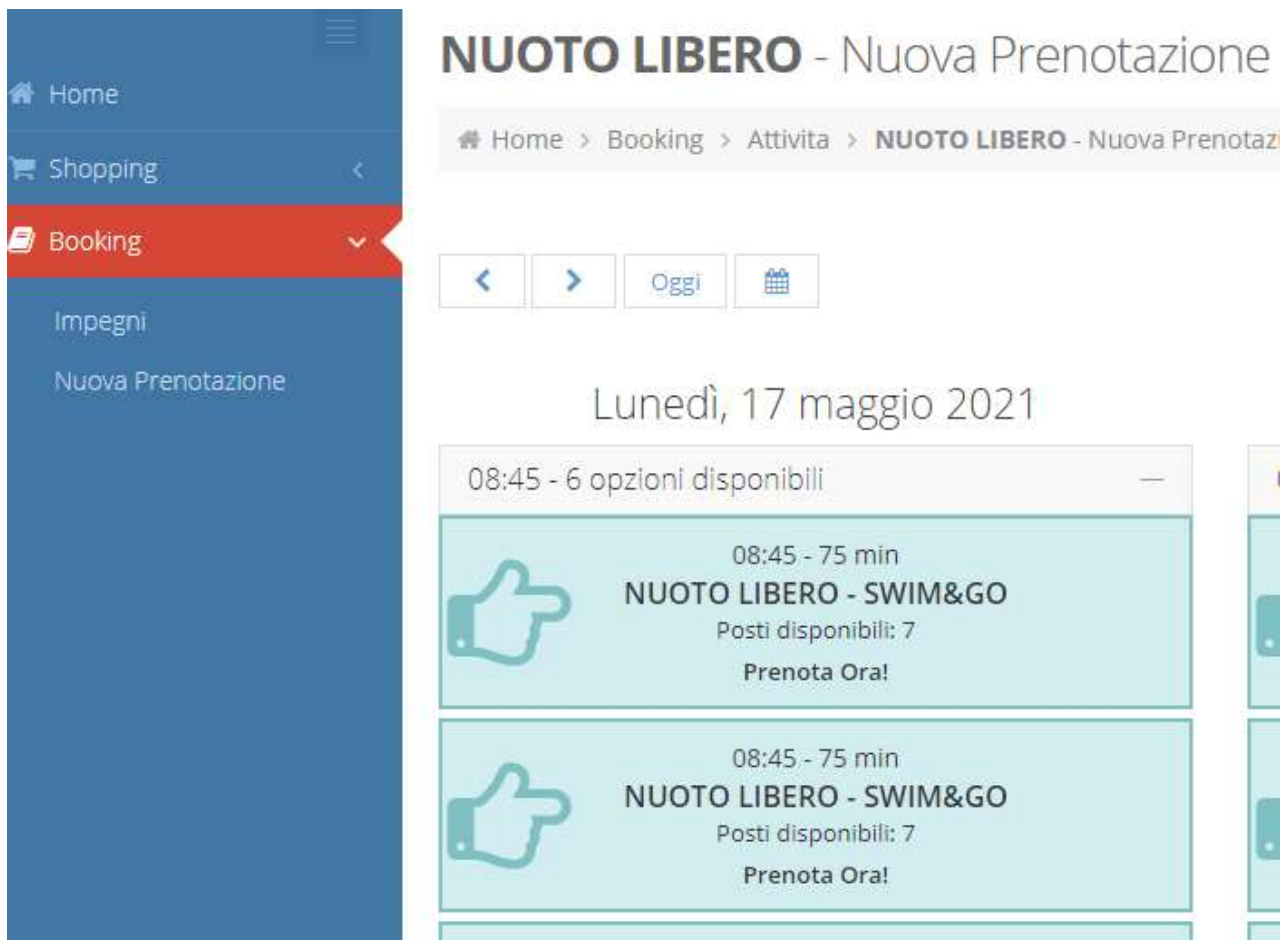 Home
Shopping
Booking
Impegni
Nuova Prenotazione
NUOTO LIBERO - Nuova Prenotazione
Home > Booking > Attivita > NUOTO LIBERO - Nuova Prenotaz
Oggi
Lunedì, 17 maggio 2021
08:45 - 6 opzioni disponibili
08:45 - 75 min
NUOTO LIBERO - SWIM&GO
Posti disponibili: 7
Prenota Ora!
08:45 - 75 min
NUOTO LIBERO - SWIM&GO
Posti disponibili: 7
Prenota Ora!